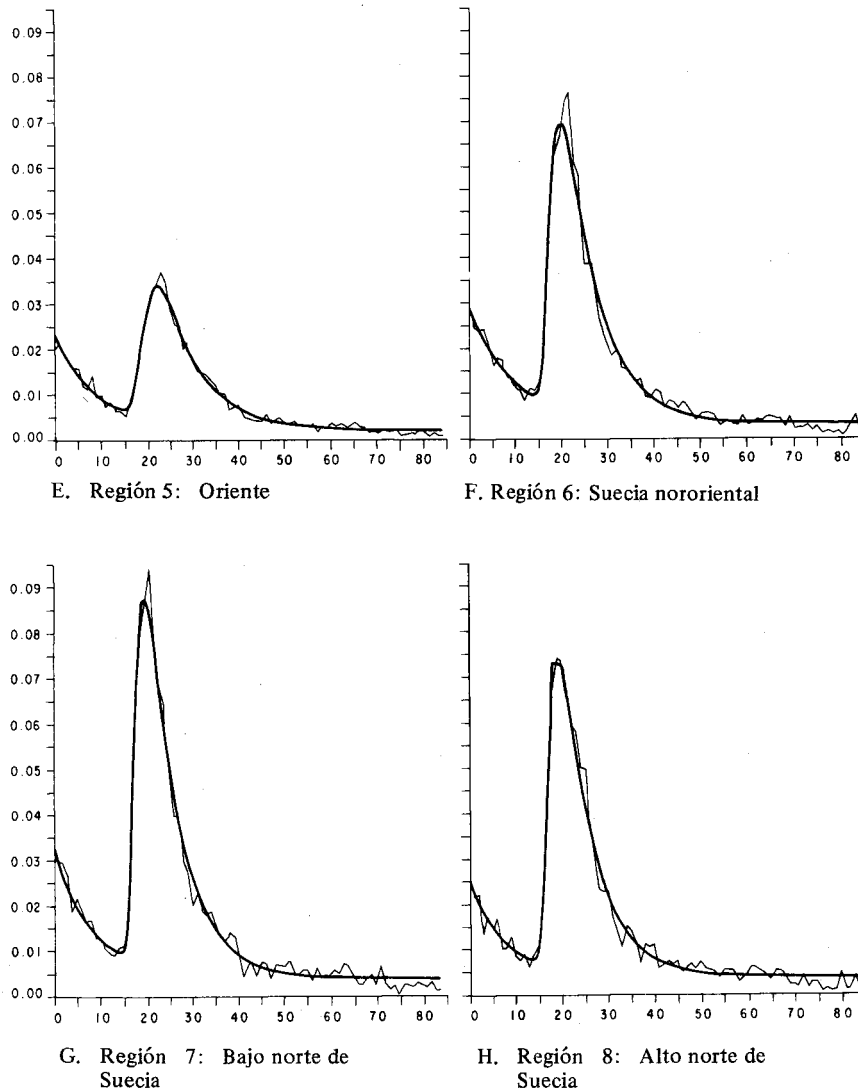 0.09
0.08
0.07
0.06
0.05
0.04
0.03
0.02
0.01
0.00
0 10 20 30 40 50 60 70 80
E. Región 5: Oriente
0 10 20 30 40 50 60 70 80
F. Región 6: Suecia nororiental
0.09
0.08
0.07
0.06
0.05
0.04
0.03
0.02
0.01
0.00
0 10 20 30 40 50 60 70 80
G. Región 7: Bajo norte de
Suecia
0 10 20 30 40 50 60 70 80
H. Región 8: Alto norte de
Suecia